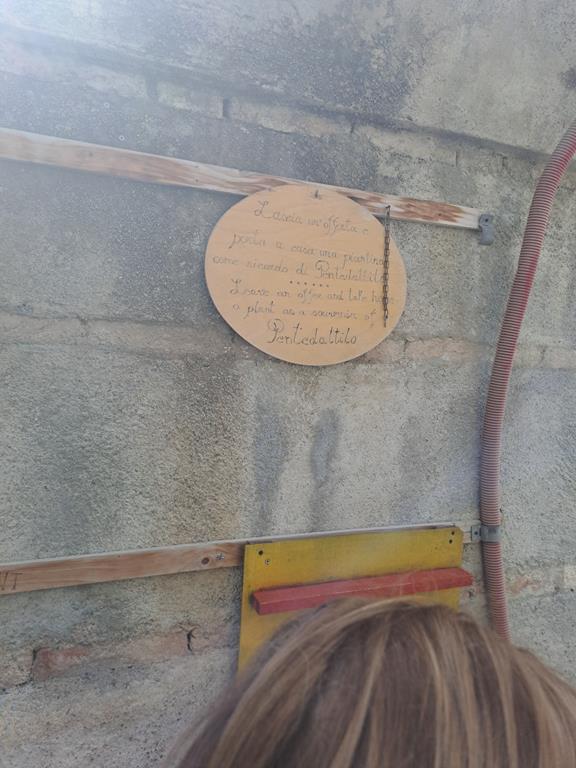 Lascia un'offerta e
porta a casa una piantina
come ricordo di Pentedattilo
......
Leave an offer and take home
a plant as a souvenir of
Pentedattilo
NT